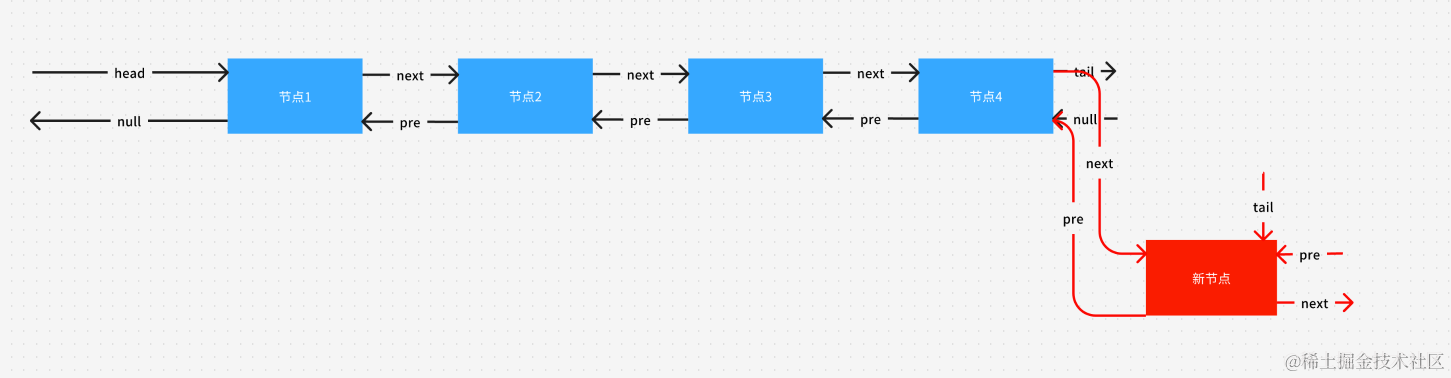 head
null
节点1
next
pre
节点2
next
pre
节点3
next
pre
节点4
tail
null
next
pre
tail
新节点
pre
next
@稀土掘金技术社区